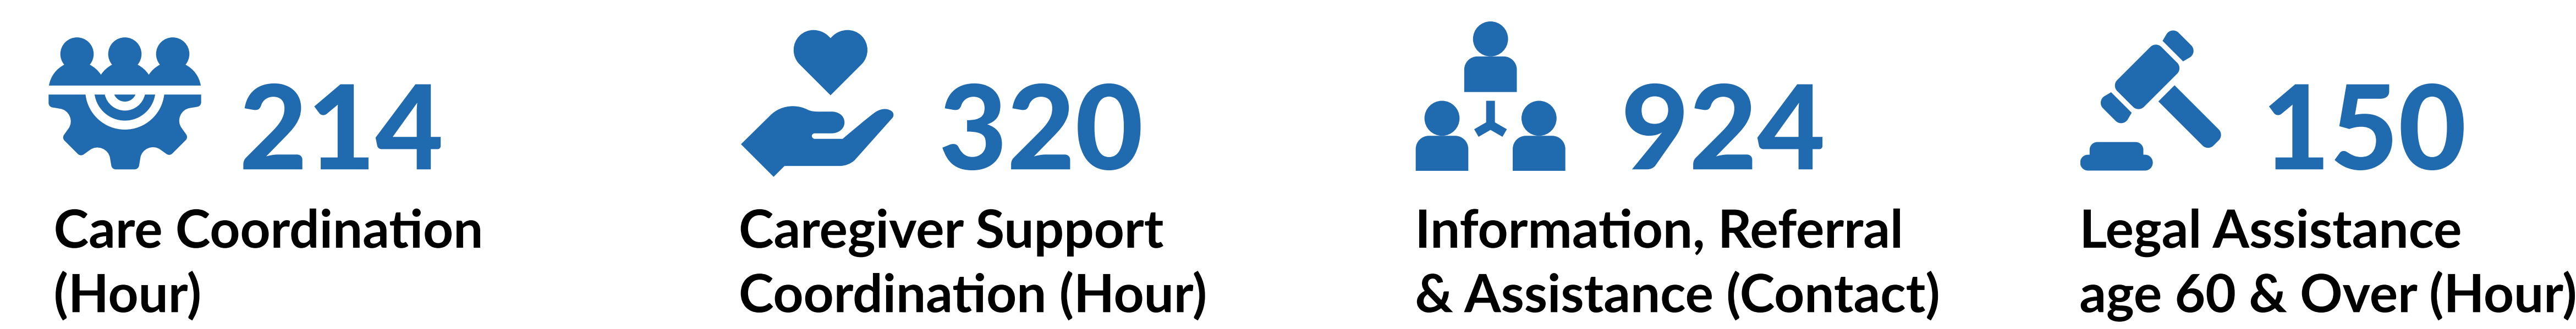 214
Care Coordination
(Hour)
320
Caregiver Support
Coordination (Hour)
924
Information, Referral
& Assistance (Contact)
150
Legal Assistance
age 60 & Over (Hour)